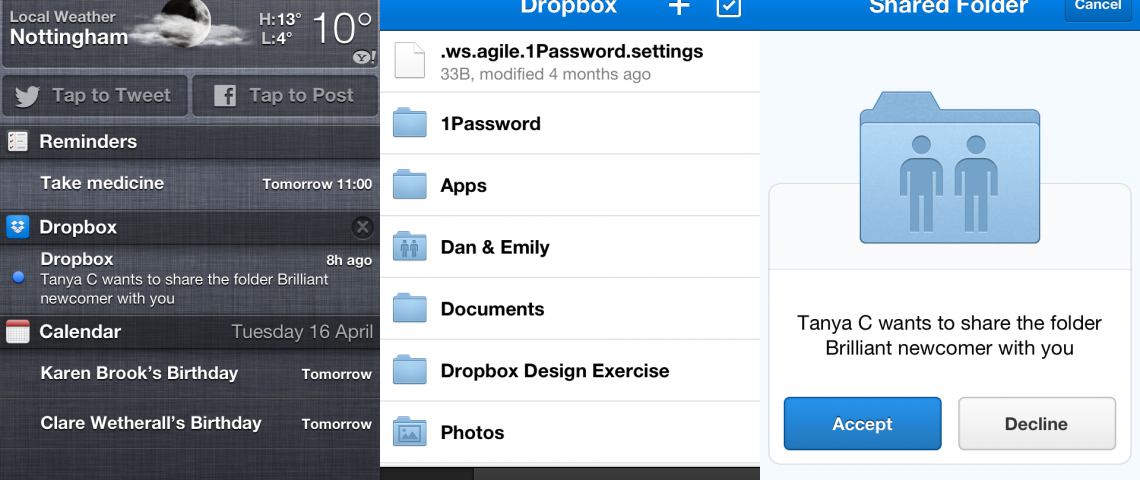 Local Weather
Nottingham
H:13°
L:4°
10°
Y!
Tap to Tweet
Tap to Post
Reminders
Take medicine
Tomorrow 11:00
Dropbox
Dropbox
8h ago
Tanya C wants to share the folder Brilliant
newcomer with you
Calendar
Tuesday 16 April
Karen Brook's Birthday
Tomorrow
Clare Wetherall's Birthday
Tomorrow
Dropbox
.ws.agile.1Password.settings
33B, modified 4 months ago
1Password
Apps
Dan & Emily
Documents
Dropbox Design Exercise
Photos
Shared Folder
Cancel
Tanya C wants to share the folder
Brilliant newcomer with you
Accept
Decline